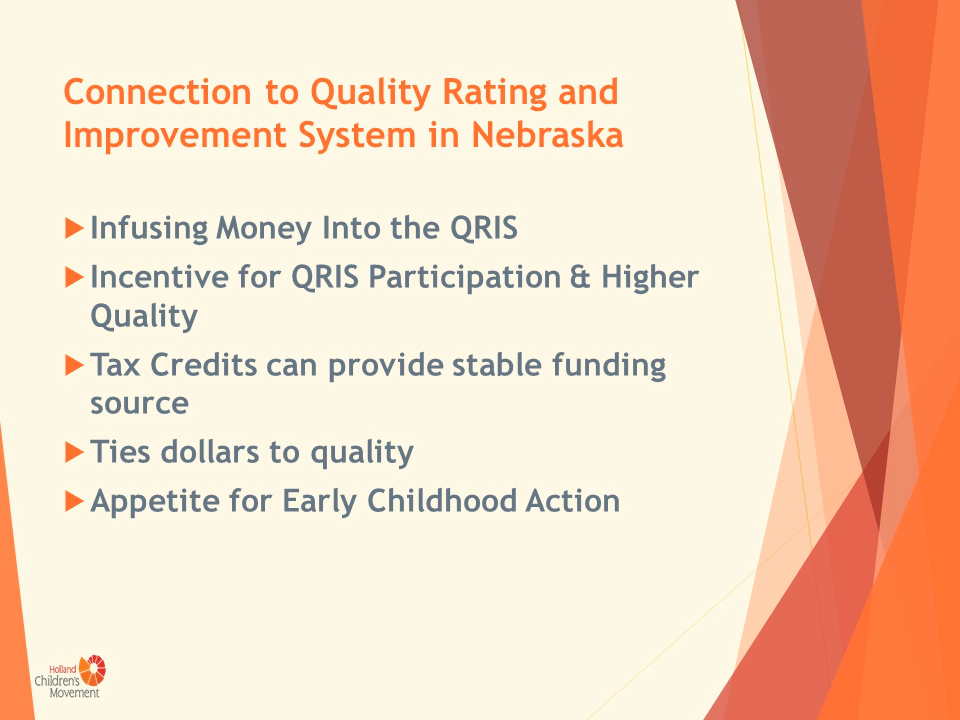 Connection to Quality Rating and
Improvement System in Nebraska
Infusing Money Into the QRIS
Incentive for QRIS Participation & Higher
Quality
Tax Credits can provide stable funding
source
Ties dollars to quality
Appetite for Early Childhood Action
Holland
Children's
Movement